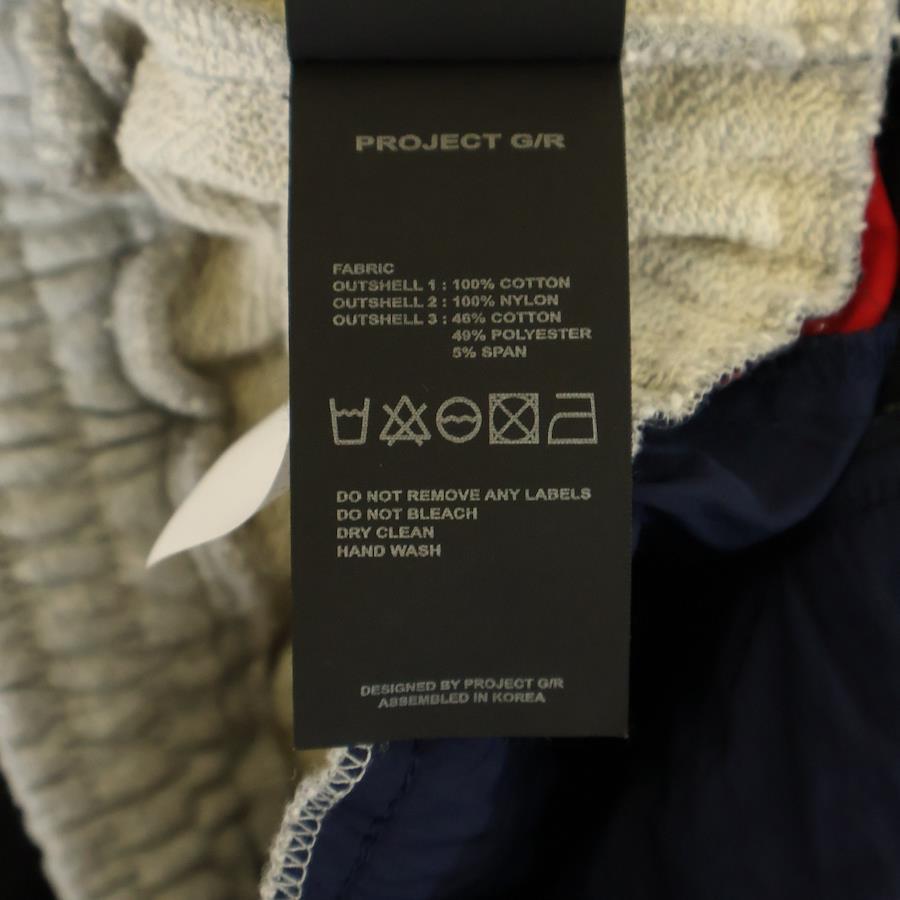 PROJECT G/R
FABRIC
OUTSHELL 1 : 100% COTTON
OUTSHELL 2 : 100% NYLON
OUTSHELL 3 : 46% COTTON
49% POLYESTER
5% SPAN
DO NOT REMOVE ANY LABELS
DO NOT BLEACH
DRY CLEAN
HAND WASH
DESIGNED BY PROJECT G/R
ASSEMBLED IN KOREA